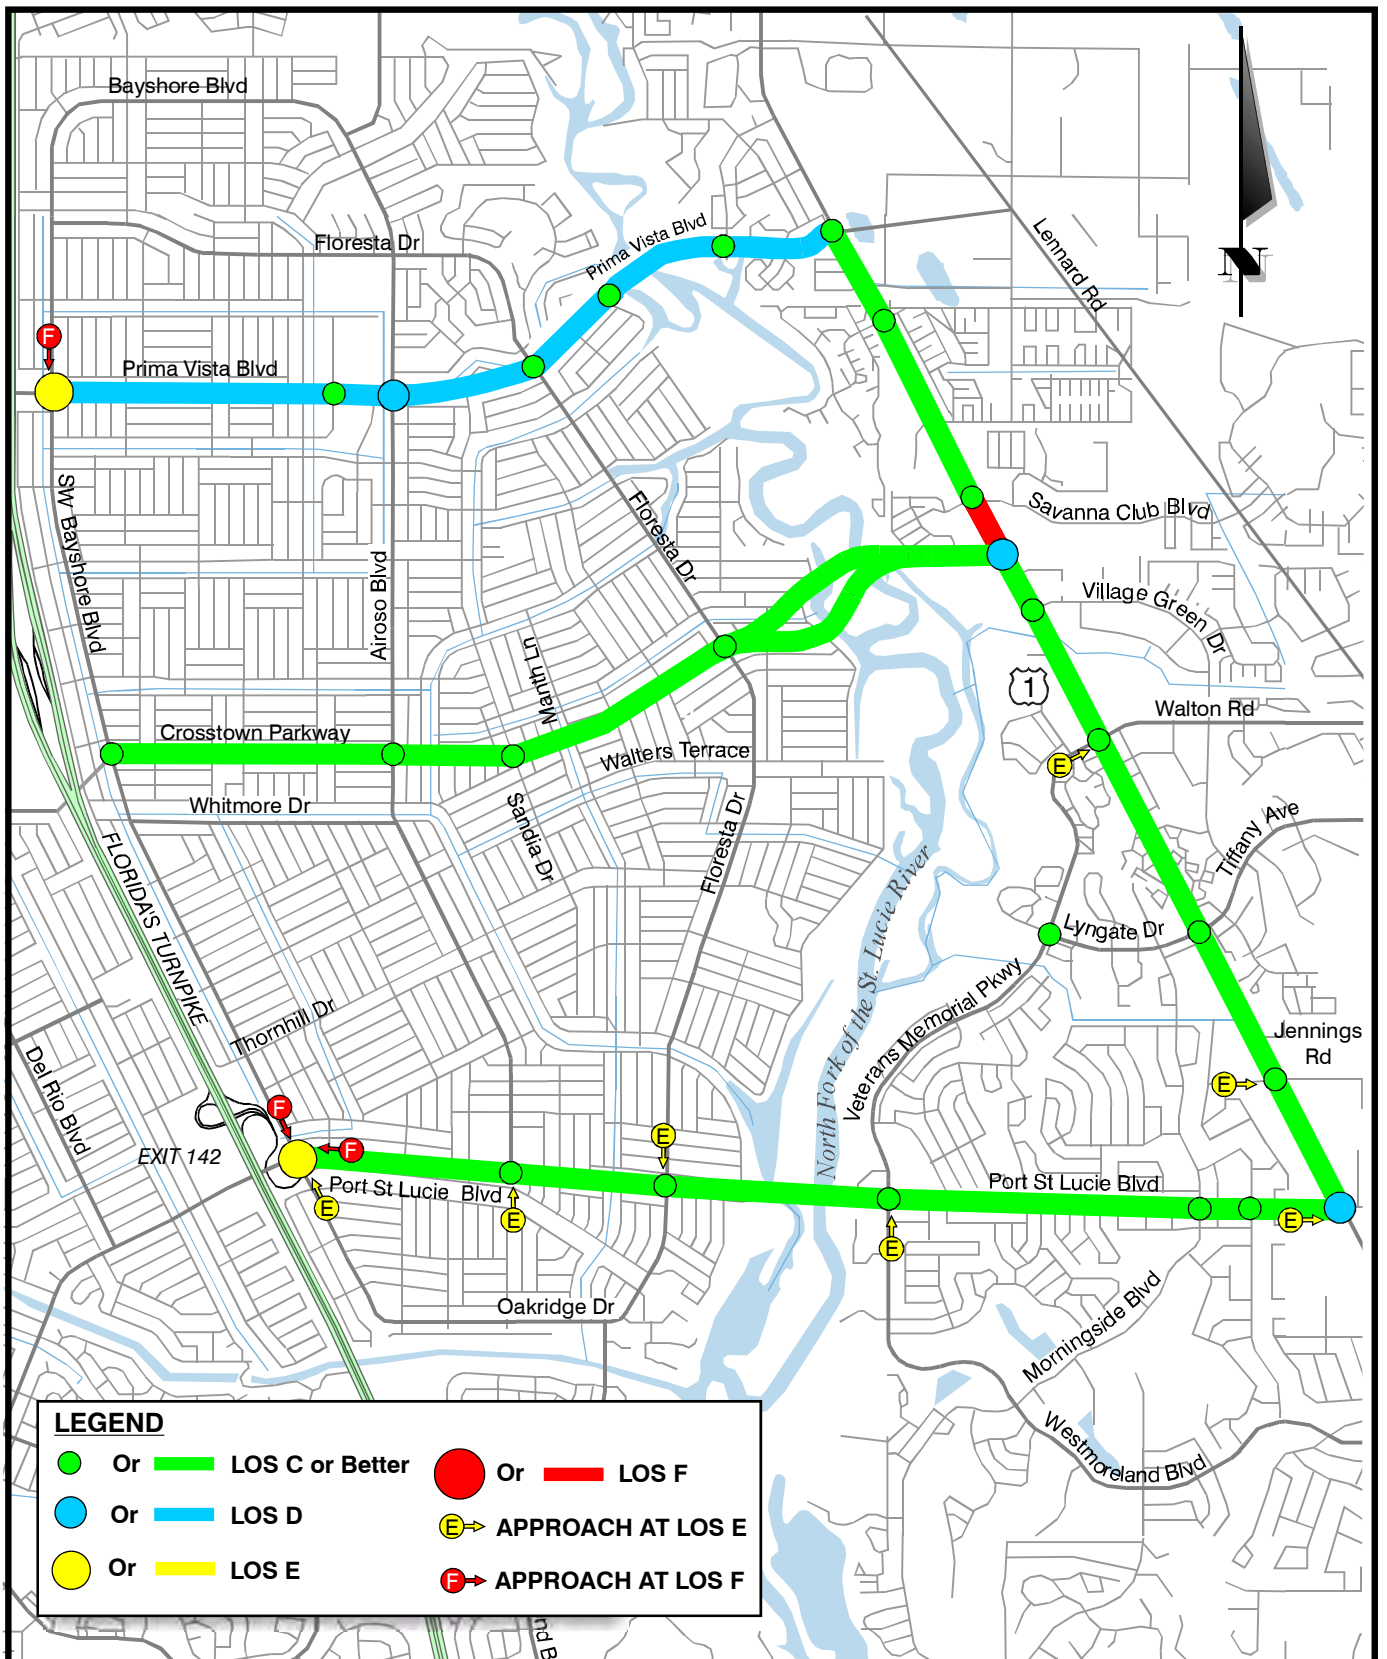 Bayshore Blvd
N
Floresta Dr
Prima Vista Blvd
Lennard Rd
F
Prima Vista Blvd
SW Bayshore Blvd
Floresta Dr
Savanna Club Blvd
Airoso Blvd
Village Green Dr
Manth Ln
1
Walton Rd
Crosstown Parkway
Walters Terrace
E
Whitmore Dr
Sandia Dr
Floresta Dr
Tiffany Ave
FLORIDA'S TURNPIKE
North Fork of the St. Lucie River
Lyngate Dr
Veterans Memorial Pkwy
Thornhill Dr
Jennings
Rd
Del Rio Blvd
E
F
E
EXIT 142
F
Port St Lucie Blvd
Port St Lucie Blvd
E
E
E
E
Oakridge Dr
Morningside Blvd
Westmoreland Blvd
LEGEND
Or LOS C or Better
Or LOS F
Or LOS D
E APPROACH AT LOS E
Or LOS E
F APPROACH AT LOS F
nd B